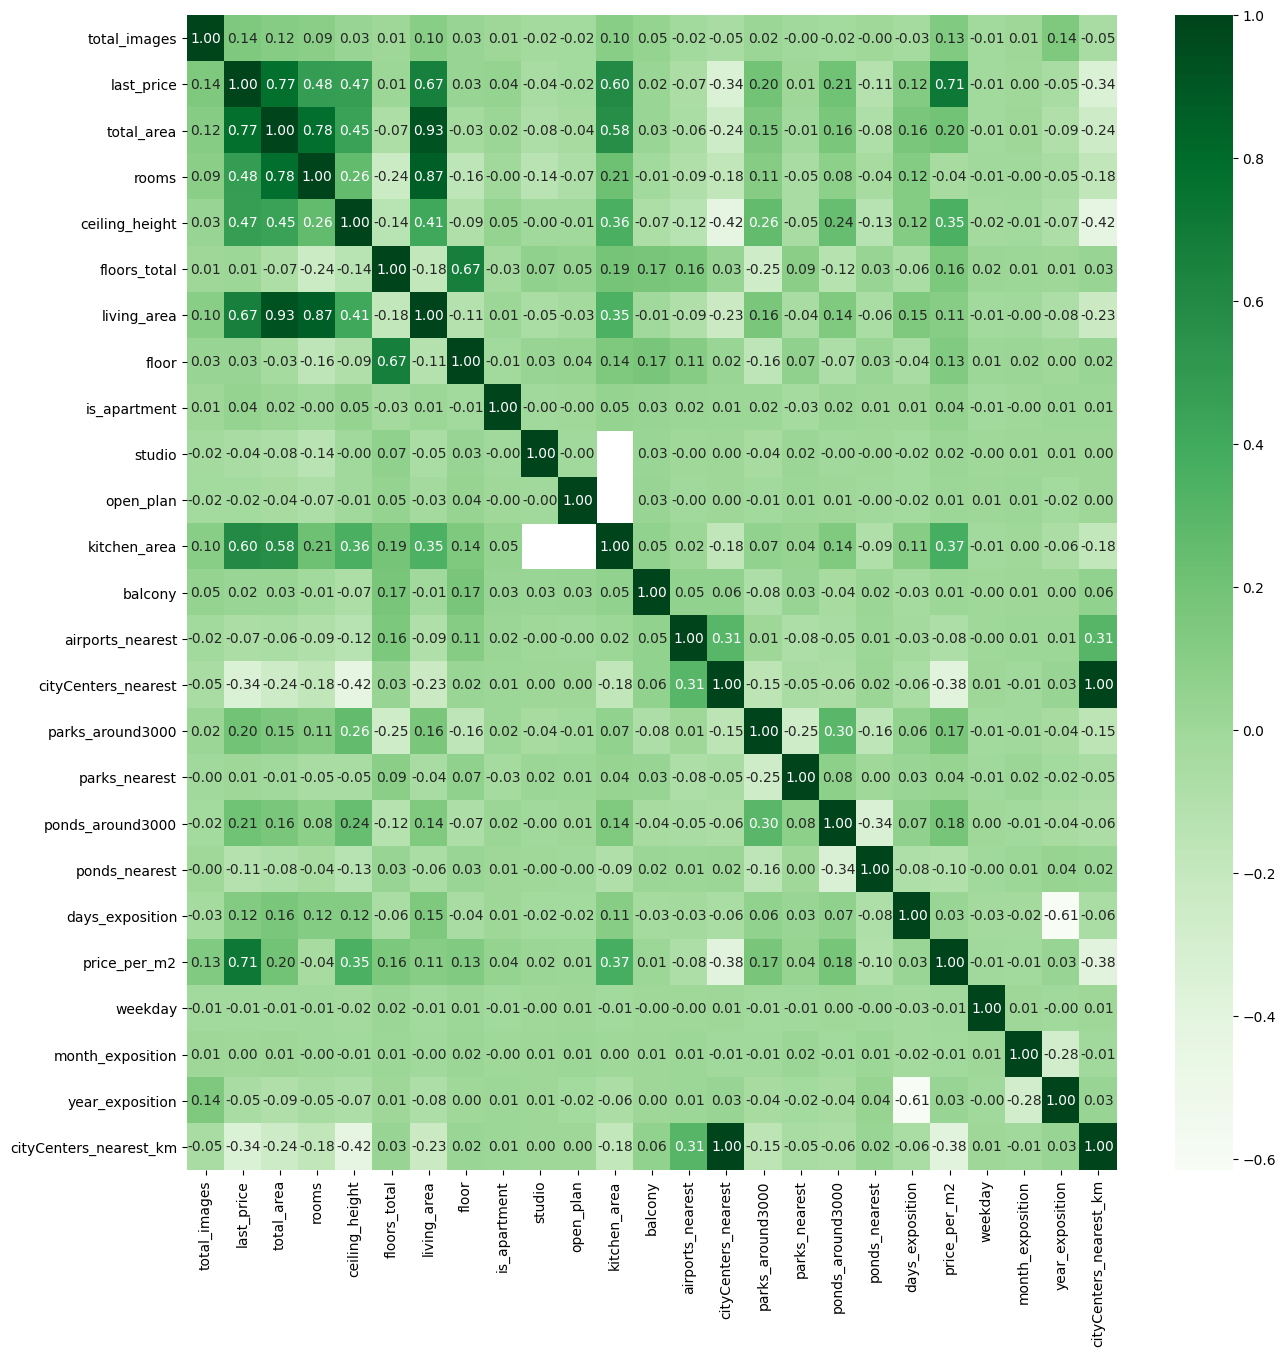 total_images 1.00 0.14 0.12 0.09 0.03 0.01 0.10 0.03 0.01 -0.02 -0.02 0.10 0.05 -0.02 -0.05 0.02 -0.00 -0.02 -0.00 -0.03 0.13 -0.01 0.01 0.14 -0.05
last_price 0.14 1.00 0.77 0.48 0.47 0.01 0.67 0.03 0.04 -0.04 -0.02 0.60 0.02 -0.07 -0.34 0.20 0.01 0.21 -0.11 0.12 0.71 -0.01 0.00 -0.05 -0.34
total_area 0.12 0.77 1.00 0.78 0.45 -0.07 0.93 -0.03 0.02 -0.08 -0.04 0.58 0.03 -0.06 -0.24 0.15 -0.01 0.16 -0.08 0.16 0.20 -0.01 0.01 -0.09 -0.24
rooms 0.09 0.48 0.78 1.00 0.26 -0.24 0.87 -0.16 -0.00 -0.14 -0.07 0.21 -0.01 -0.09 -0.18 0.11 -0.05 0.08 -0.04 0.12 -0.04 -0.01 -0.00 -0.05 -0.18
ceiling_height 0.03 0.47 0.45 0.26 1.00 -0.14 0.41 -0.09 0.05 -0.00 -0.01 0.36 -0.07 -0.12 -0.42 0.26 -0.05 0.24 -0.13 0.12 0.35 -0.02 -0.01 -0.07 -0.42
floors_total 0.01 0.01 -0.07 -0.24 -0.14 1.00 -0.18 0.67 -0.03 0.07 0.05 0.19 0.17 0.16 0.03 -0.25 0.09 -0.12 0.03 -0.06 0.16 0.02 0.01 0.01 0.03
living_area 0.10 0.67 0.93 0.87 0.41 -0.18 1.00 -0.11 0.01 -0.05 -0.03 0.35 -0.01 -0.09 -0.23 0.16 -0.04 0.14 -0.06 0.15 0.11 -0.01 -0.00 -0.08 -0.23
floor 0.03 0.03 -0.03 -0.16 -0.09 0.67 -0.11 1.00 -0.01 0.03 0.04 0.14 0.17 0.11 0.02 -0.16 0.07 -0.07 0.03 -0.04 0.13 0.01 0.02 0.00 0.02
is_apartment 0.01 0.04 0.02 -0.00 0.05 -0.03 0.01 -0.01 1.00 -0.00 -0.00 0.05 0.03 0.02 0.01 0.02 -0.03 0.02 0.01 0.01 0.04 -0.01 -0.00 0.01 0.01
studio -0.02 -0.04 -0.08 -0.14 -0.00 0.07 -0.05 0.03 -0.00 1.00 -0.00 0.03 -0.00 0.00 -0.04 0.02 -0.00 -0.00 -0.02 0.02 -0.00 0.01 0.01 0.00
open_plan -0.02 -0.02 -0.04 -0.07 -0.01 0.05 -0.03 0.04 -0.00 -0.00 1.00 0.03 -0.00 0.00 -0.01 0.01 0.01 -0.00 -0.02 0.01 0.01 0.01 -0.02 0.00
kitchen_area 0.10 0.60 0.58 0.21 0.36 0.19 0.35 0.14 0.05 1.00 0.05 0.02 -0.18 0.07 0.04 0.14 -0.09 0.11 0.37 -0.01 0.00 -0.06 -0.18
balcony 0.05 0.02 0.03 -0.01 -0.07 0.17 -0.01 0.17 0.03 0.03 0.03 0.05 1.00 0.05 0.06 -0.08 0.03 -0.04 0.02 -0.03 0.01 -0.00 0.01 0.00 0.06
airports_nearest -0.02 -0.07 -0.06 -0.09 -0.12 0.16 -0.09 0.11 0.02 -0.00 -0.00 0.02 0.05 1.00 0.31 0.01 -0.08 -0.05 0.01 -0.03 -0.08 -0.00 0.01 0.01 0.31
cityCenters_nearest -0.05 -0.34 -0.24 -0.18 -0.42 0.03 -0.23 0.02 0.01 0.00 0.00 -0.18 0.06 0.31 1.00 -0.15 -0.05 -0.06 0.02 -0.06 -0.38 0.01 -0.01 0.03 1.00
parks_around3000 0.02 0.20 0.15 0.11 0.26 -0.25 0.16 -0.16 0.02 -0.04 -0.01 0.07 -0.08 0.01 -0.15 1.00 -0.25 0.30 -0.16 0.06 0.17 -0.01 -0.01 -0.04 -0.15
parks_nearest -0.00 0.01 -0.01 -0.05 -0.05 0.09 -0.04 0.07 -0.03 0.02 0.01 0.04 0.03 -0.08 -0.05 -0.25 1.00 0.08 0.00 0.03 0.04 -0.01 0.02 -0.02 -0.05
ponds_around3000 -0.02 0.21 0.16 0.08 0.24 -0.12 0.14 -0.07 0.02 -0.00 0.01 0.14 -0.04 -0.05 -0.06 0.30 0.08 1.00 -0.34 0.07 0.18 0.00 -0.01 -0.04 -0.06
ponds_nearest -0.00 -0.11 -0.08 -0.04 -0.13 0.03 -0.06 0.03 0.01 -0.00 -0.00 -0.09 0.02 0.01 0.02 -0.16 0.00 -0.34 1.00 -0.08 -0.10 -0.00 0.01 0.04 0.02
days_exposition -0.03 0.12 0.16 0.12 0.12 -0.06 0.15 -0.04 0.01 -0.02 -0.02 0.11 -0.03 -0.03 -0.06 0.06 0.03 0.07 -0.08 1.00 0.03 -0.03 -0.02 -0.61 -0.06
price_per_m2 0.13 0.71 0.20 -0.04 0.35 0.16 0.11 0.13 0.04 0.02 0.01 0.37 0.01 -0.08 -0.38 0.17 0.04 0.18 -0.10 0.03 1.00 -0.01 -0.01 0.03 -0.38
weekday -0.01 -0.01 -0.01 -0.01 -0.02 0.02 -0.01 0.01 -0.01 -0.00 0.01 -0.01 -0.00 -0.00 0.01 -0.01 -0.01 0.00 -0.00 -0.03 -0.01 1.00 0.01 -0.00 0.01
month_exposition 0.01 0.00 0.01 -0.00 -0.01 0.01 -0.00 0.02 -0.00 0.01 0.01 0.00 0.01 0.01 -0.01 -0.01 0.02 -0.01 0.01 -0.02 -0.01 0.01 1.00 -0.28 -0.01
year_exposition 0.14 -0.05 -0.09 -0.05 -0.07 0.01 -0.08 0.00 0.01 0.01 -0.02 -0.06 0.00 0.01 0.03 -0.04 -0.02 -0.04 0.04 -0.61 0.03 -0.00 -0.28 1.00 0.03
cityCenters_nearest_km -0.05 -0.34 -0.24 -0.18 -0.42 0.03 -0.23 0.02 0.01 0.00 0.00 -0.18 0.06 0.31 1.00 -0.15 -0.05 -0.06 0.02 -0.06 -0.38 0.01 -0.01 0.03 1.00
total_images
last_price
total_area
rooms
ceiling_height
floors_total
living_area
floor
is_apartment
studio
open_plan
kitchen_area
balcony
airports_nearest
cityCenters_nearest
parks_around3000
parks_nearest
ponds_around3000
ponds_nearest
days_exposition
price_per_m2
weekday
month_exposition
year_exposition
cityCenters_nearest_km
1.0
0.8
0.6
0.4
0.2
0.0
−0.2
−0.4
−0.6